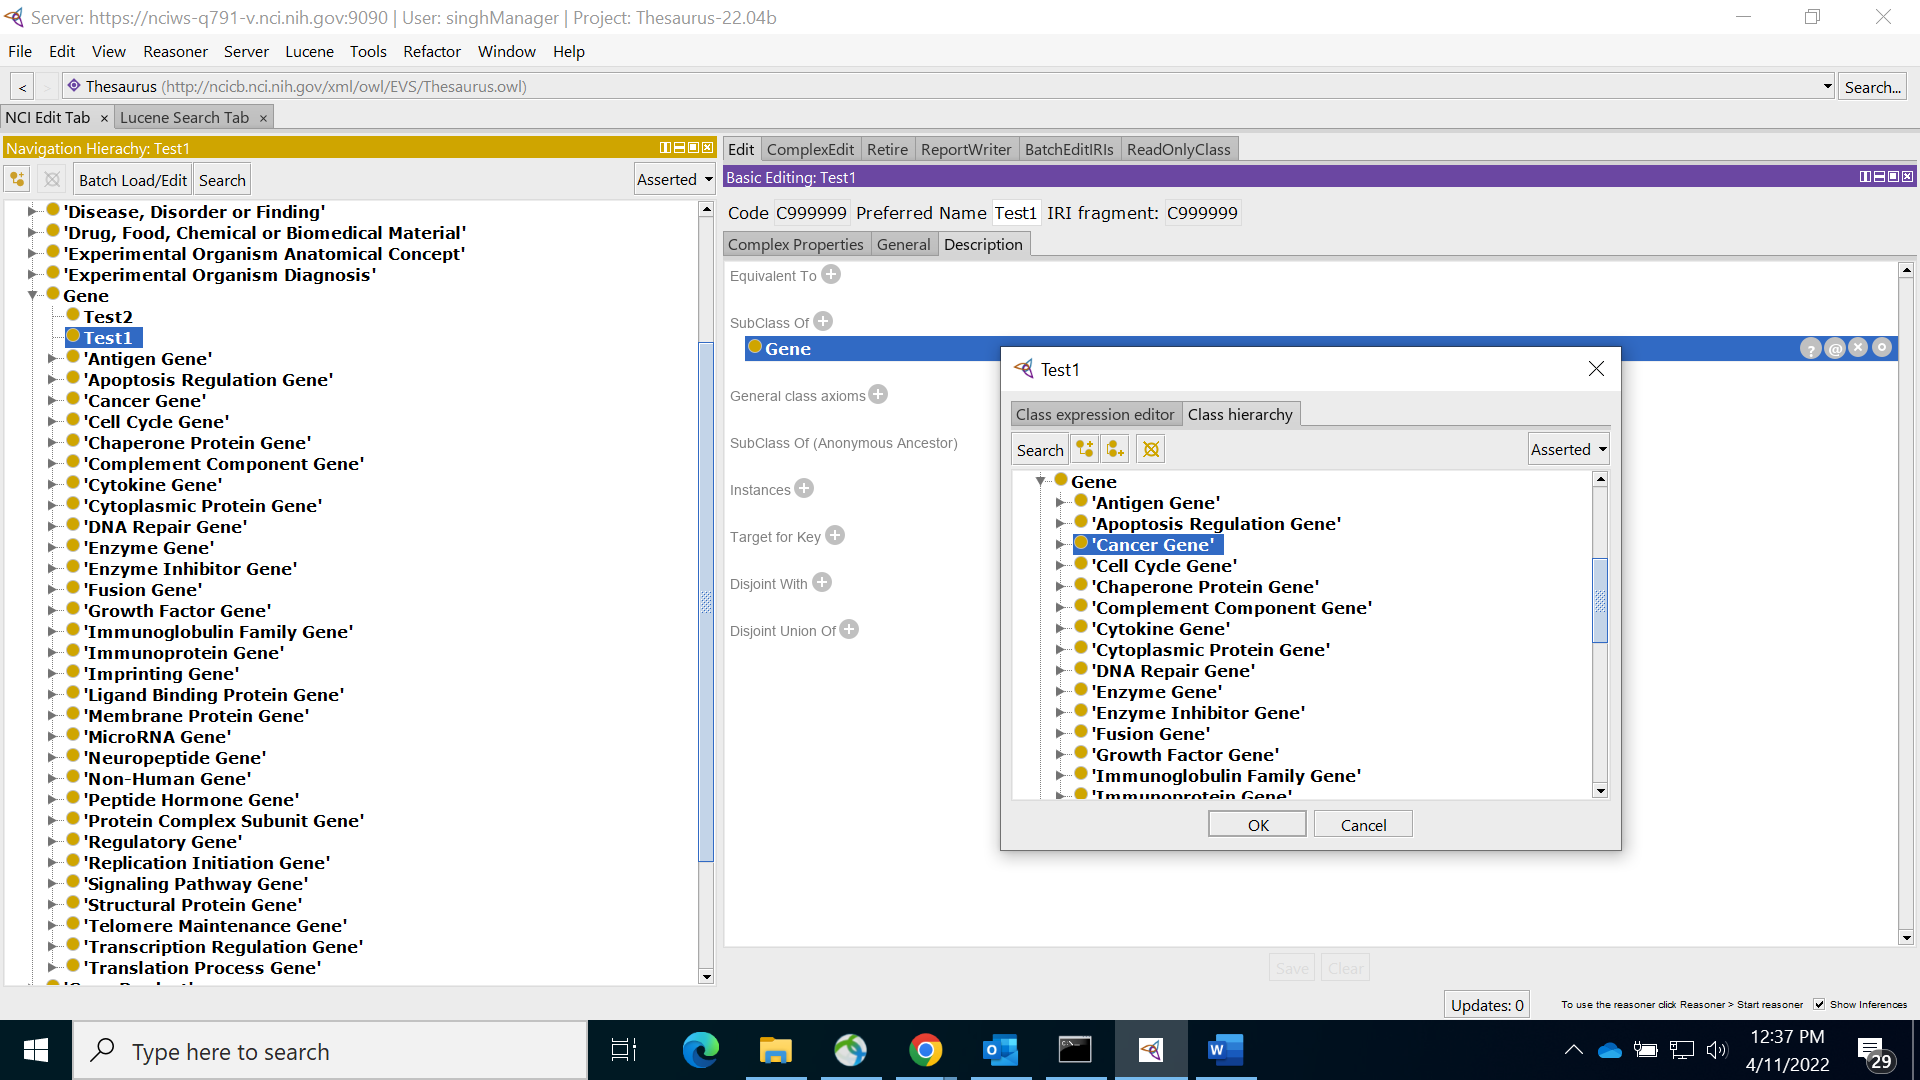 Server: https://nciws-q791-v.nci.nih.gov:9090 | User: singhManager | Project: Thesaurus-22.04b
File Edit View Reasoner Server Lucene Tools Refactor Window Help
< > Thesaurus (http://ncicb.nci.nih.gov/xml/owl/EVS/Thesaurus.owl) Search...
NCI Edit Tab × Lucene Search Tab ×
Navigation Hierachy: Test1
Batch Load/Edit Search Asserted
'Disease, Disorder or Finding'
'Drug, Food, Chemical or Biomedical Material'
'Experimental Organism Anatomical Concept'
'Experimental Organism Diagnosis'
Gene
Test2
Test1
'Antigen Gene'
'Apoptosis Regulation Gene'
'Cancer Gene'
'Cell Cycle Gene'
'Chaperone Protein Gene'
'Complement Component Gene'
'Cytokine Gene'
'Cytoplasmic Protein Gene'
'DNA Repair Gene'
'Enzyme Gene'
'Enzyme Inhibitor Gene'
'Fusion Gene'
'Growth Factor Gene'
'Immunoglobulin Family Gene'
'Immunoprotein Gene'
'Imprinting Gene'
'Ligand Binding Protein Gene'
'Membrane Protein Gene'
'MicroRNA Gene'
'Neuropeptide Gene'
'Non-Human Gene'
'Peptide Hormone Gene'
'Protein Complex Subunit Gene'
'Regulatory Gene'
'Replication Initiation Gene'
'Signaling Pathway Gene'
'Structural Protein Gene'
'Telomere Maintenance Gene'
'Transcription Regulation Gene'
'Translation Process Gene'
Edit ComplexEdit Retire ReportWriter BatchEditIRIs ReadOnlyClass
Basic Editing: Test1
Code C999999 Preferred Name Test1 IRI fragment: C999999
Complex Properties General Description
Equivalent To
SubClass Of
Gene
General class axioms
SubClass Of (Anonymous Ancestor)
Instances
Target for Key
Disjoint With
Disjoint Union Of
Test1
Class expression editor Class hierarchy
Search Asserted
Gene
'Antigen Gene'
'Apoptosis Regulation Gene'
'Cancer Gene'
'Cell Cycle Gene'
'Chaperone Protein Gene'
'Complement Component Gene'
'Cytokine Gene'
'Cytoplasmic Protein Gene'
'DNA Repair Gene'
'Enzyme Gene'
'Enzyme Inhibitor Gene'
'Fusion Gene'
'Growth Factor Gene'
'Immunoglobulin Family Gene'
'Immunoprotein Gene'
OK Cancel
Save Clear
Updates: 0 To use the reasoner click Reasoner > Start reasoner Show Inferences
Type here to search
12:37 PM
4/11/2022
29